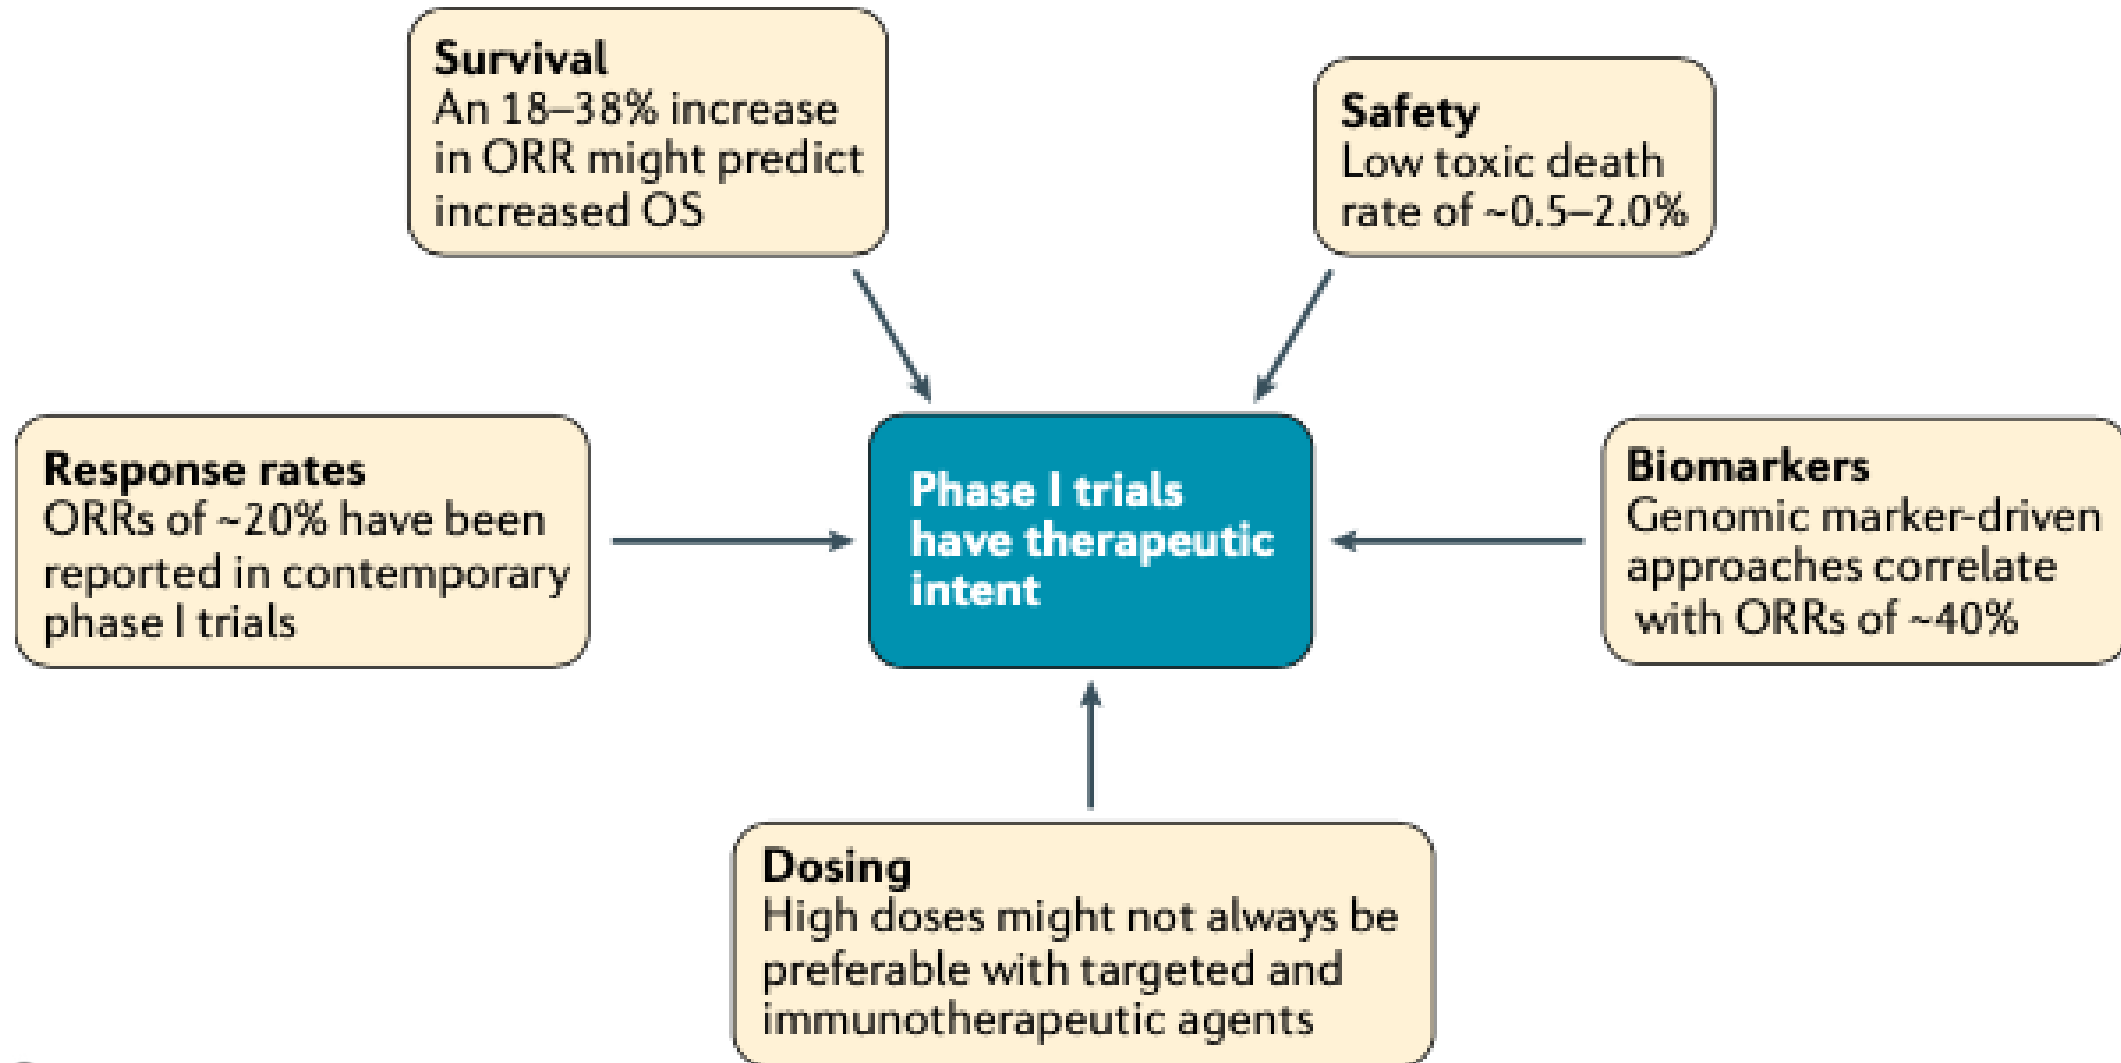 Survival
An 18–38% increase
in ORR might predict
increased OS
Safety
Low toxic death
rate of ~0.5–2.0%
Response rates
ORRs of ~20% have been
reported in contemporary
phase I trials
Phase I trials
have therapeutic
intent
Biomarkers
Genomic marker-driven
approaches correlate
with ORRs of ~40%
Dosing
High doses might not always be
preferable with targeted and
immunotherapeutic agents